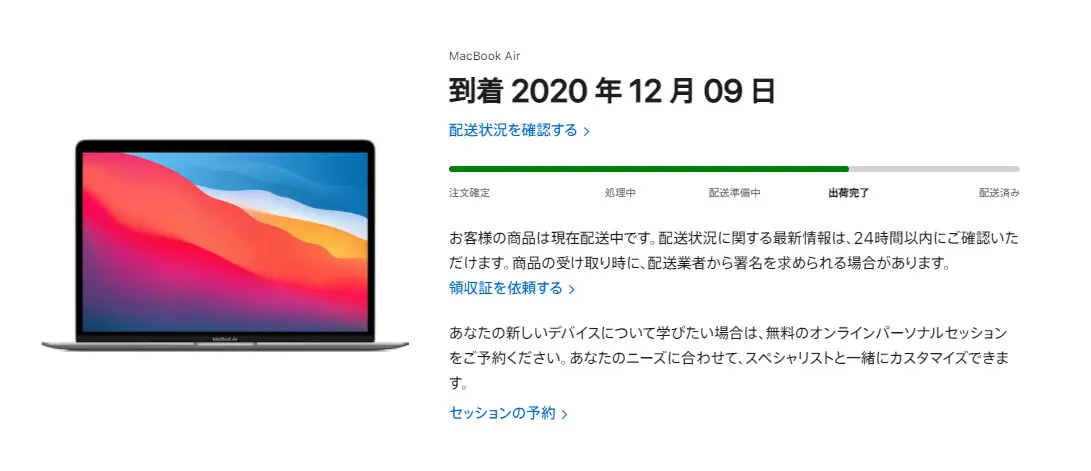 MacBook Air
到着 2020 年 12 月 09 日
配送状況を確認する >
注文確定 処理中 配送準備中 出荷完了 配送済み
お客様の商品は現在配送中です。配送状況に関する最新情報は、24時間以内にご確認いた
だけます。商品の受け取り時に、配送業者から署名を求められる場合があります。
領収証を依頼する >
あなたの新しいデバイスについて学びたい場合は、無料のオンラインパーソナルセッション
をご予約ください。あなたのニーズに合わせて、スペシャリストと一緒にカスタマイズできま
す。
セッションの予約 >
MacBook Air